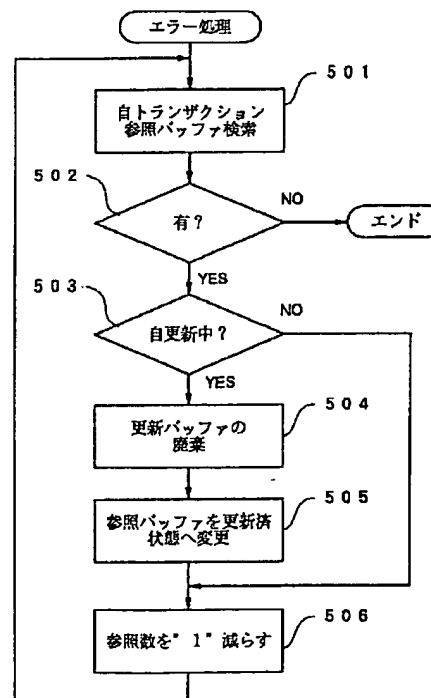 エラー処理
501
自トランザクション
参照バッファ検索
502
有?
NO
エンド
YES
503
自更新中?
NO
YES
504
更新バッファの
廃棄
505
参照バッファを更新済
状態へ変更
506
参照数を"1"減らす